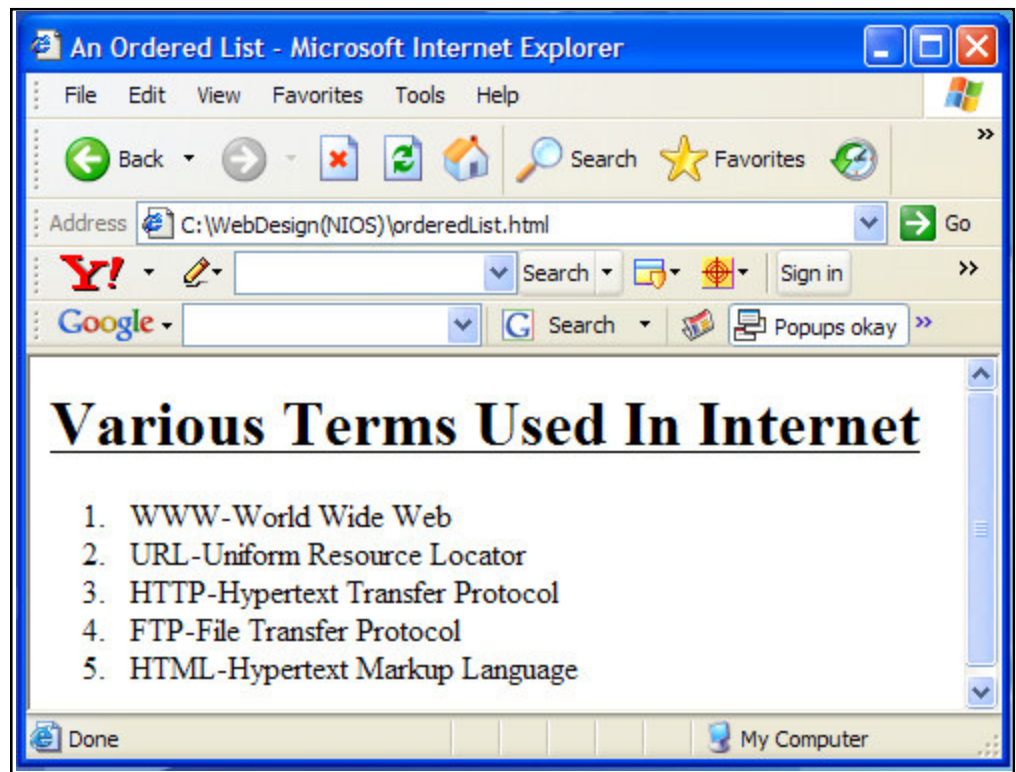 An Ordered List - Microsoft Internet Explorer
File Edit View Favorites Tools Help
Back Search Favorites »
Address C:\WebDesign(NIOS)\orderedList.html Go
Y! Search Sign in »
Google Search Popups okay »
Various Terms Used In Internet
1. WWW-World Wide Web
2. URL-Uniform Resource Locator
3. HTTP-Hypertext Transfer Protocol
4. FTP-File Transfer Protocol
5. HTML-Hypertext Markup Language
Done My Computer